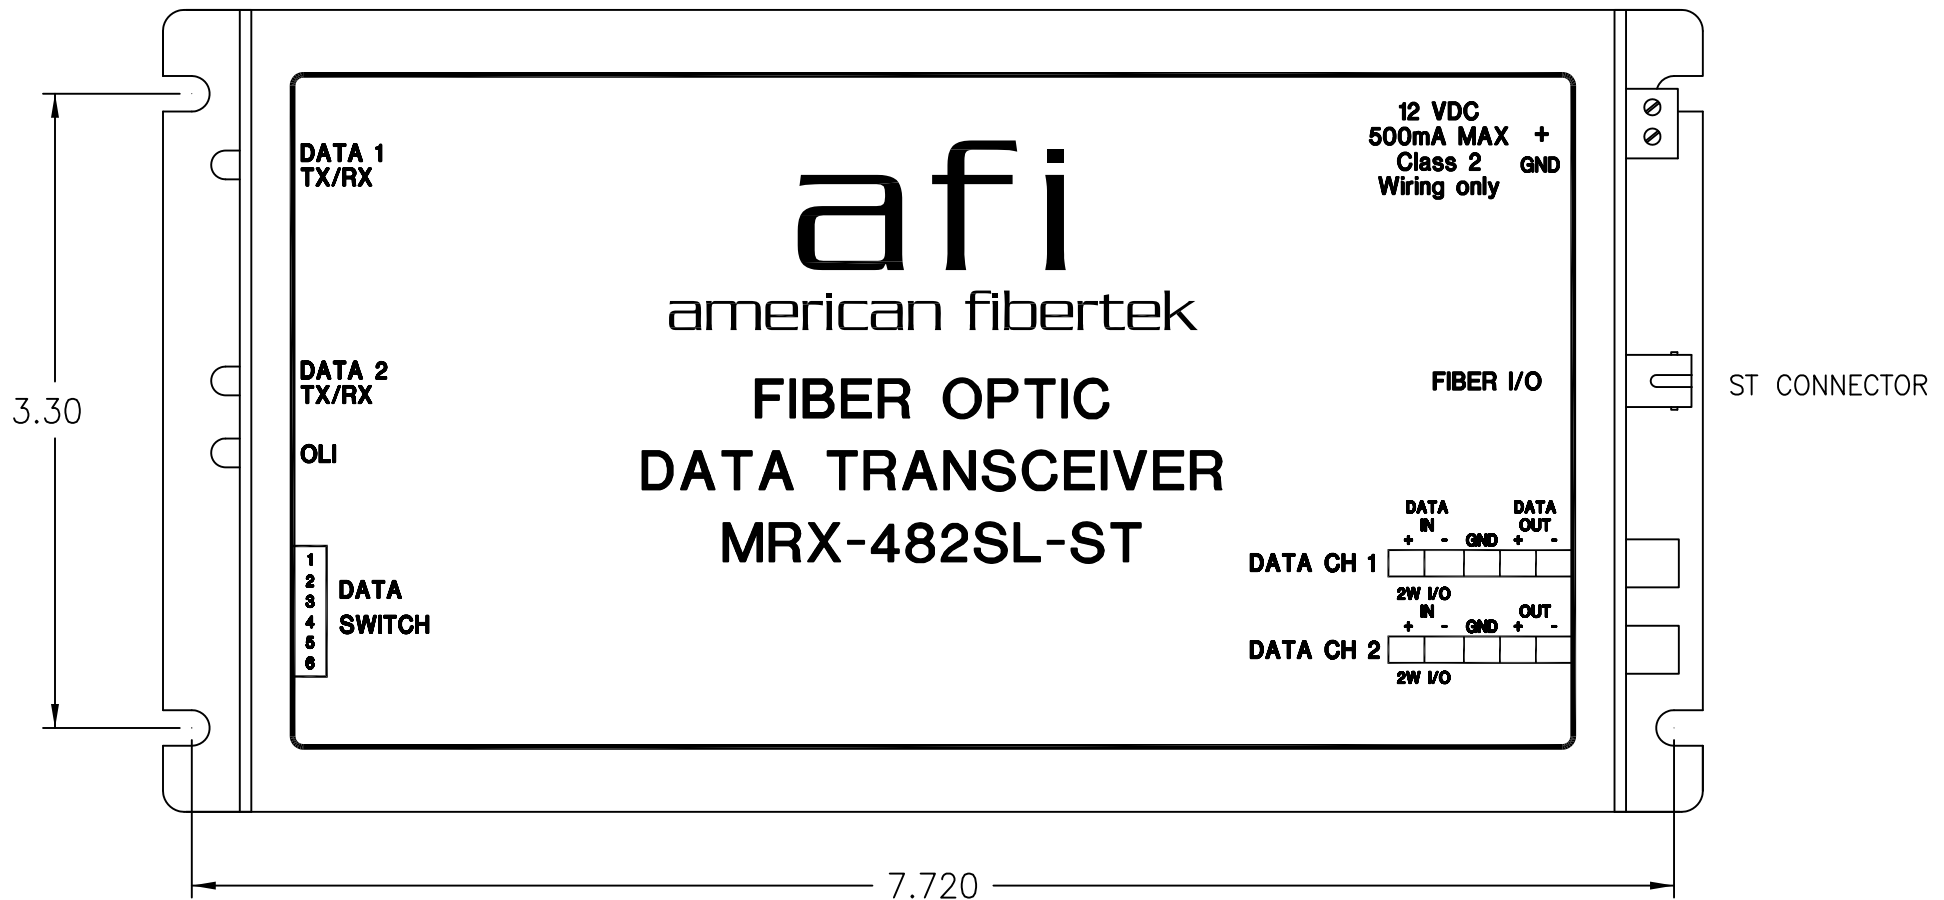 DATA 1
TX/RX
12 VDC
500mA MAX +
Class 2 GND
Wiring only
afi
american fibertek
DATA 2
TX/RX
FIBER I/O
ST CONNECTOR
3.30
FIBER OPTIC
OLI
DATA TRANSCEIVER
MRX-482SL-ST
1
2
3
4
5
6
DATA
SWITCH
DATA DATA
IN OUT
+ - GND + -
DATA CH 1
2W I/O
IN OUT
+ - GND + -
DATA CH 2
2W I/O
7.720